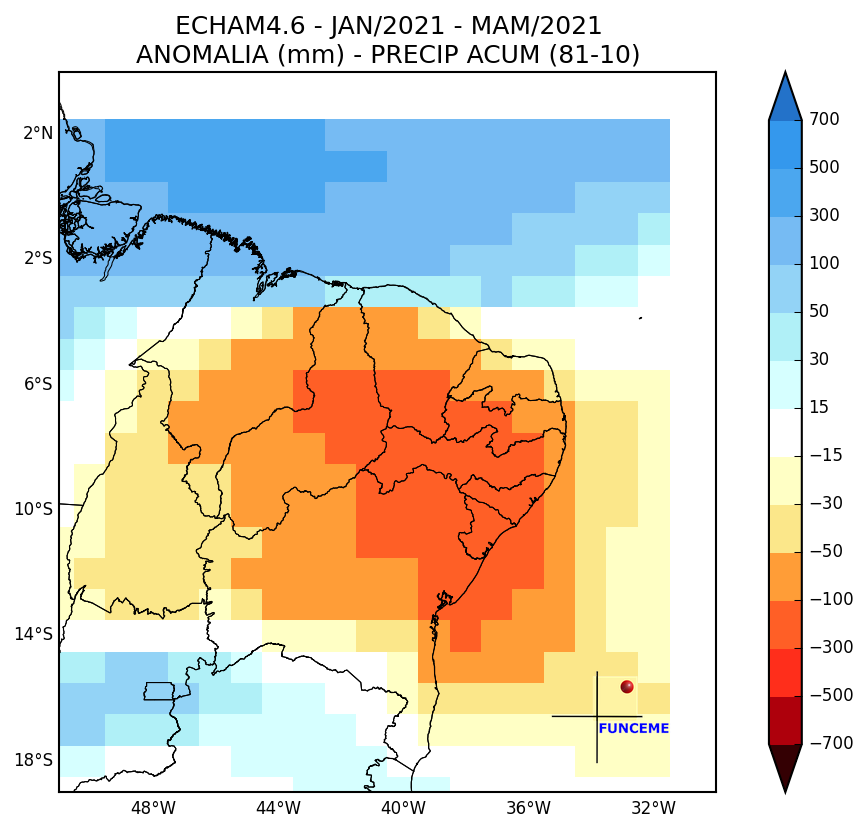 ECHAM4.6 - JAN/2021 - MAM/2021
ANOMALIA (mm) - PRECIP ACUM (81-10)
2°N
2°S
6°S
10°S
14°S
18°S
48°W 44°W 40°W 36°W 32°W
700
500
300
100
50
30
15
−15
−30
−50
−100
−300
−500
−700
FUNCEME